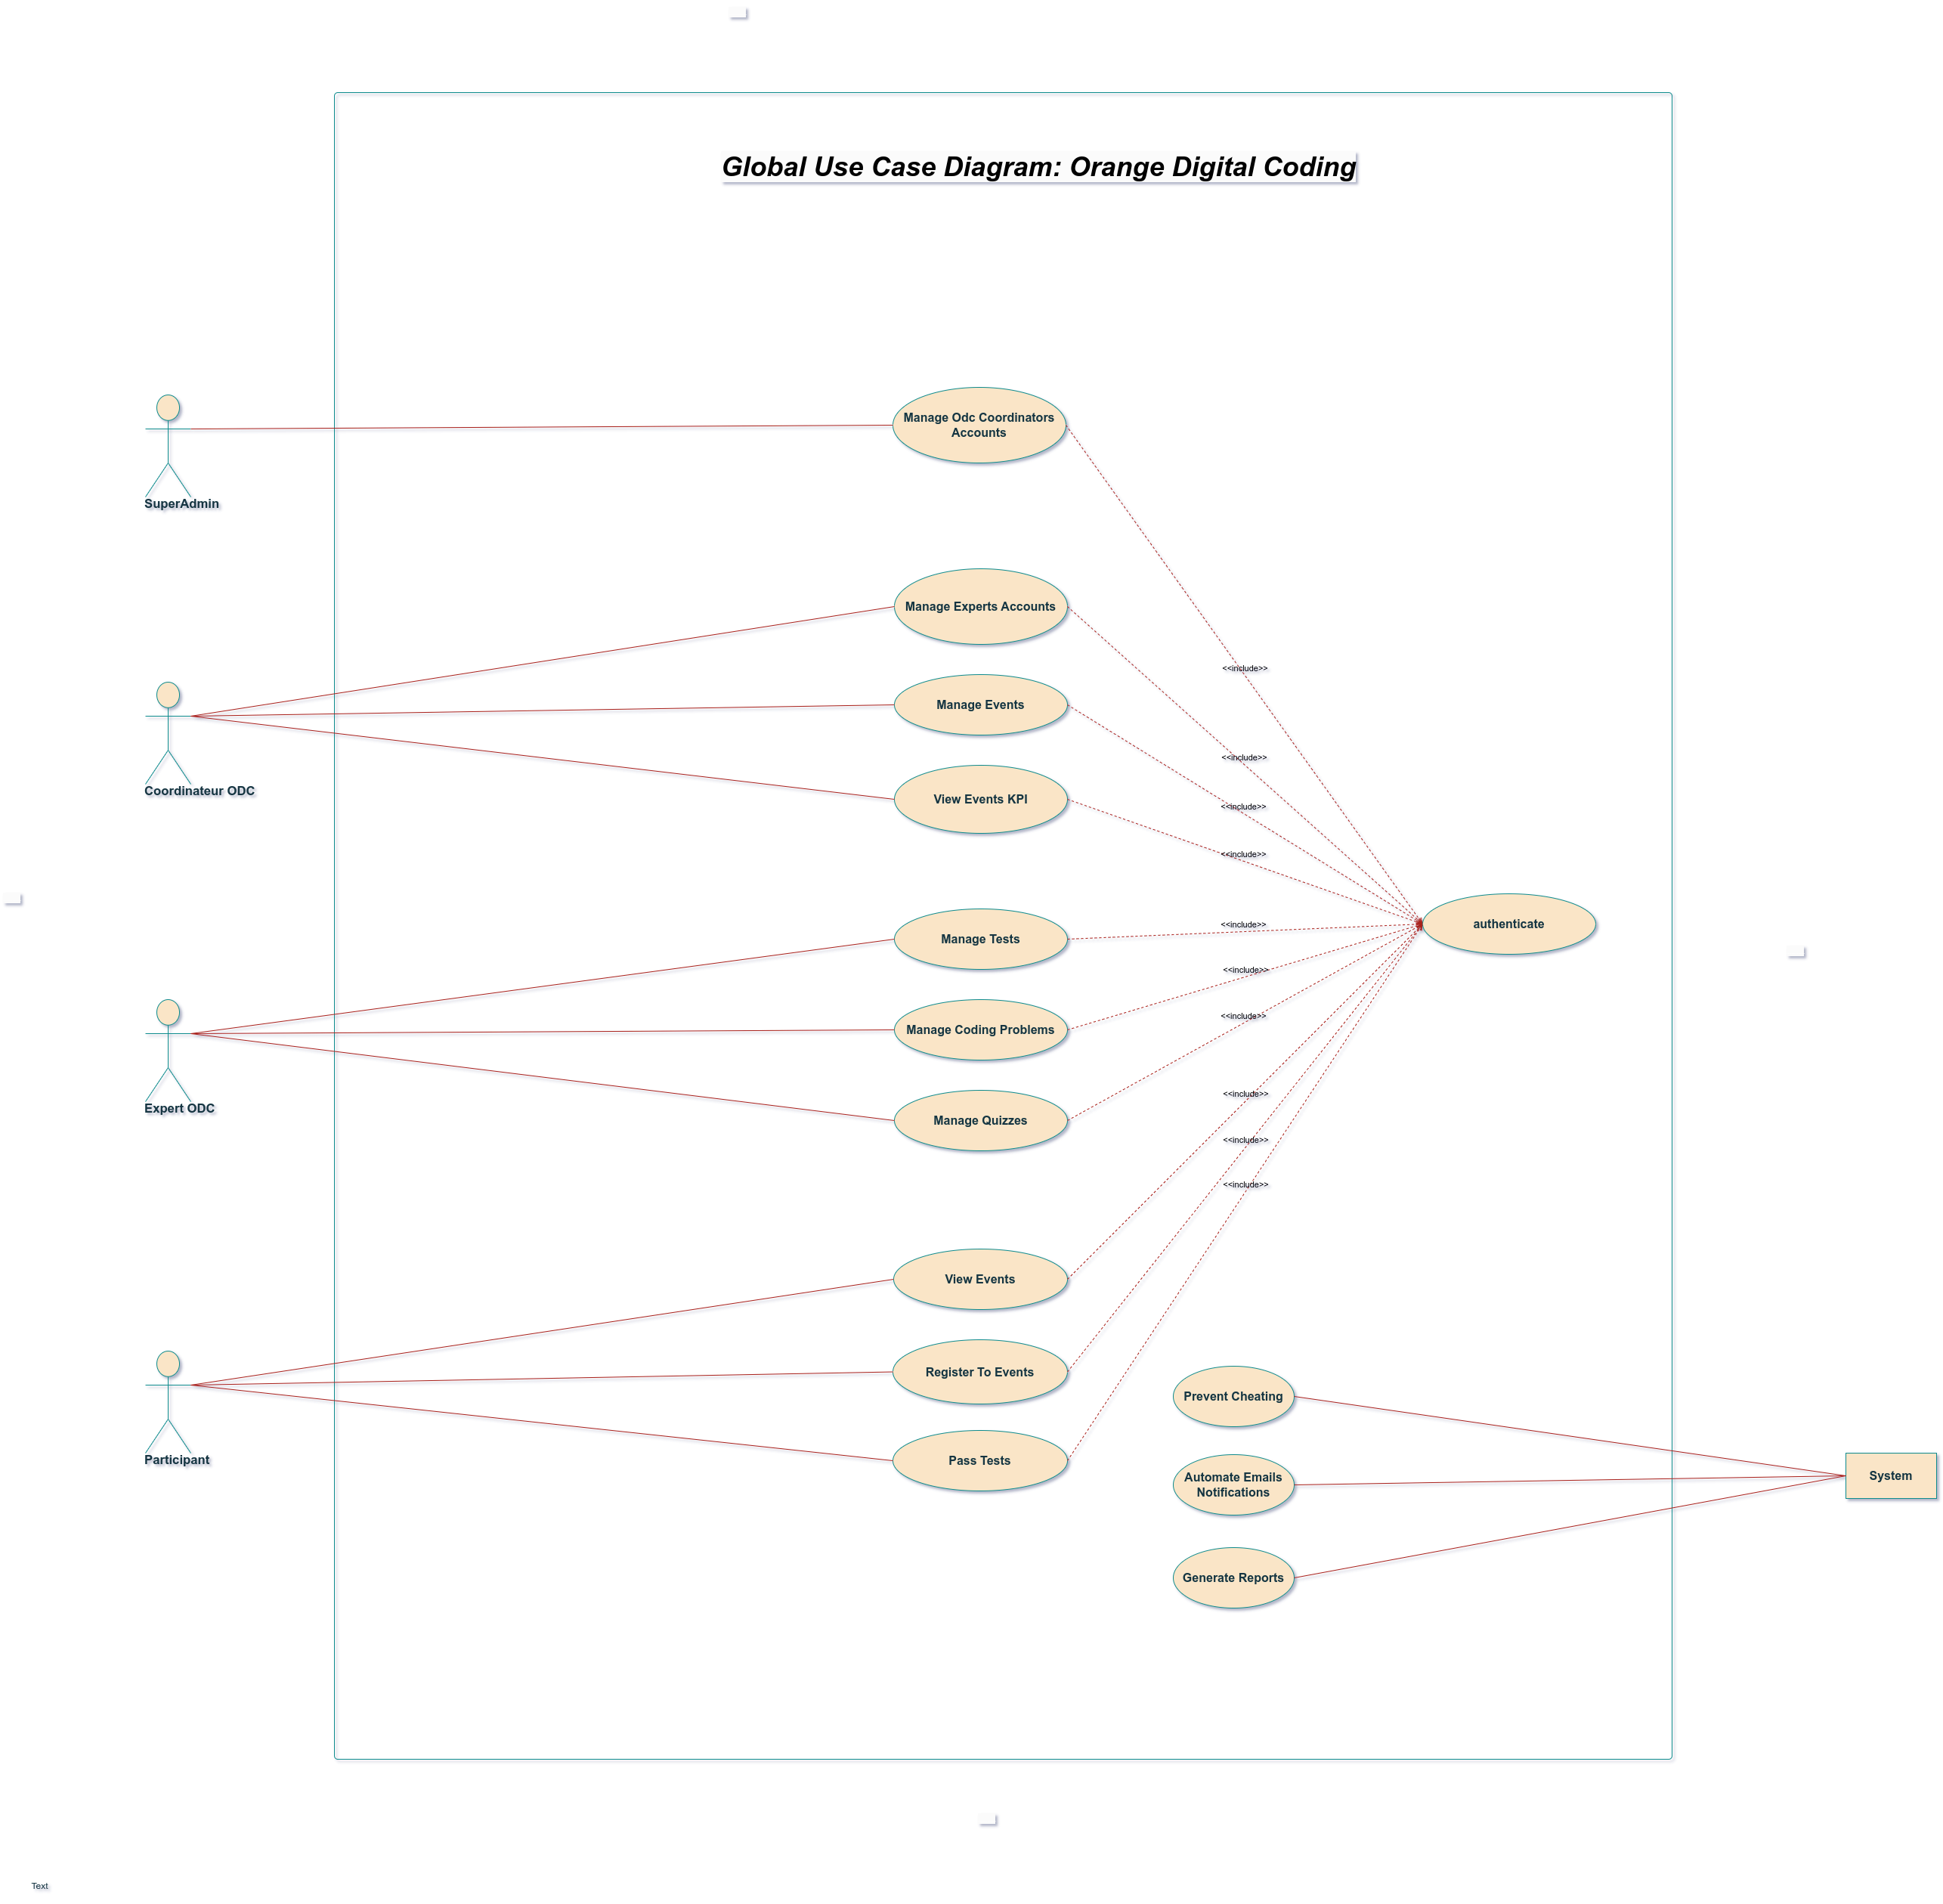 Global Use Case Diagram: Orange Digital Coding
Manage Odc Coordinators
Accounts
SuperAdmin
Manage Experts Accounts
<<include>>
Manage Events
<<include>>
Coordinateur ODC
View Events KPI
<<include>>
<<include>>
Manage Tests
<<include>>
authenticate
<<include>>
Manage Coding Problems
<<include>>
Expert ODC
Manage Quizzes
<<include>>
<<include>>
<<include>>
View Events
Register To Events
Prevent Cheating
Participant
Pass Tests
Automate Emails
Notifications
System
Generate Reports
Text